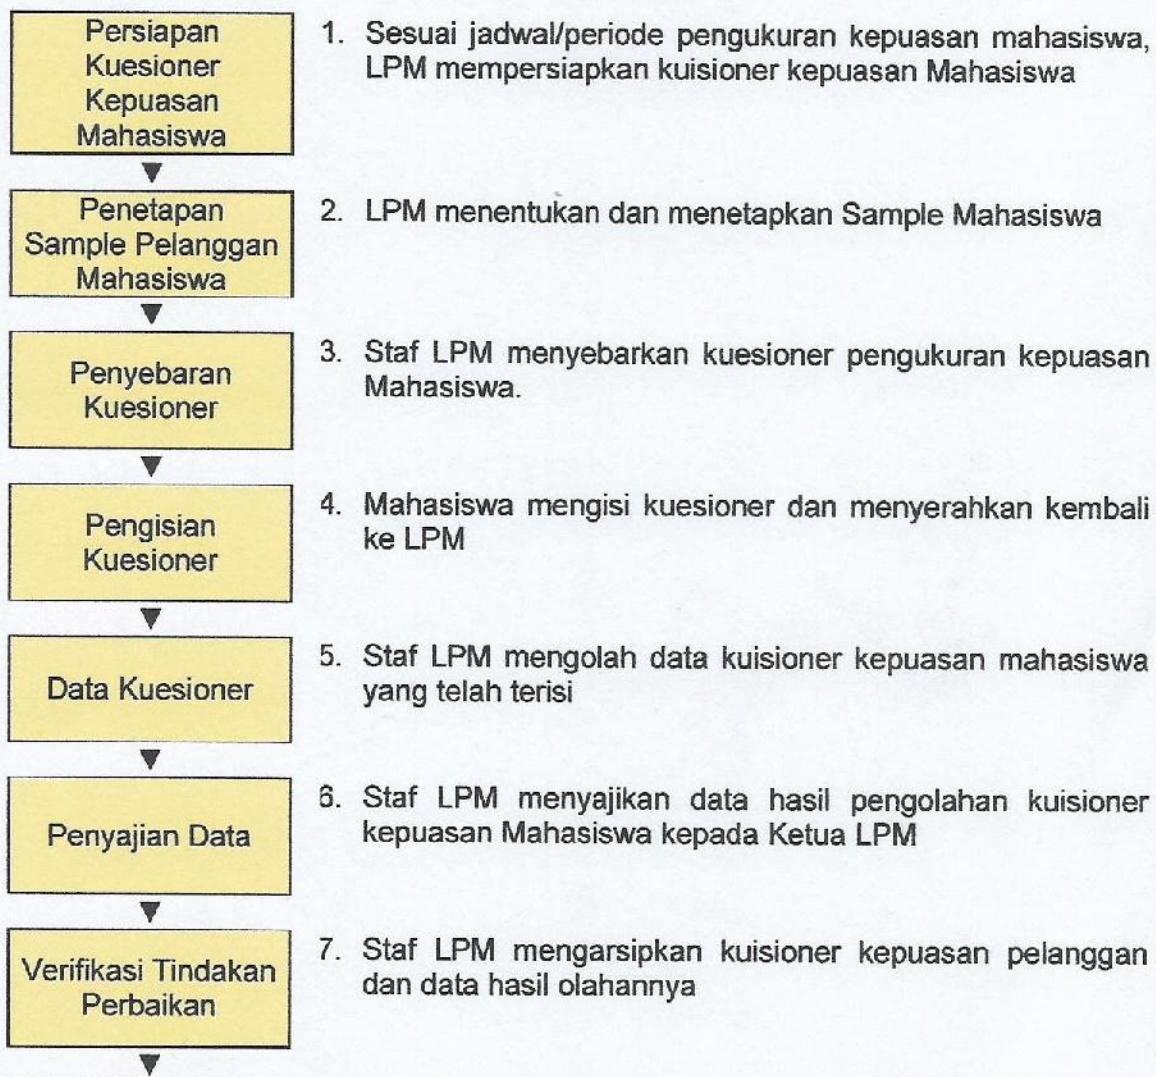 Persiapan
Kuesioner
Kepuasan
Mahasiswa
1. Sesuai jadwal/periode pengukuran kepuasan mahasiswa,
LPM mempersiapkan kuisioner kepuasan Mahasiswa
Penetapan
Sample Pelanggan
Mahasiswa
2. LPM menentukan dan menetapkan Sample Mahasiswa
Penyebaran
Kuesioner
3. Staf LPM menyebarkan kuesioner pengukuran kepuasan
Mahasiswa.
Pengisian
Kuesioner
4. Mahasiswa mengisi kuesioner dan menyerahkan kembali
ke LPM
Data Kuesioner
5. Staf LPM mengolah data kuisioner kepuasan mahasiswa
yang telah terisi
Penyajian Data
6. Staf LPM menyajikan data hasil pengolahan kuisioner
kepuasan Mahasiswa kepada Ketua LPM
Verifikasi Tindakan
Perbaikan
7. Staf LPM mengarsipkan kuisioner kepuasan pelanggan
dan data hasil olahannya